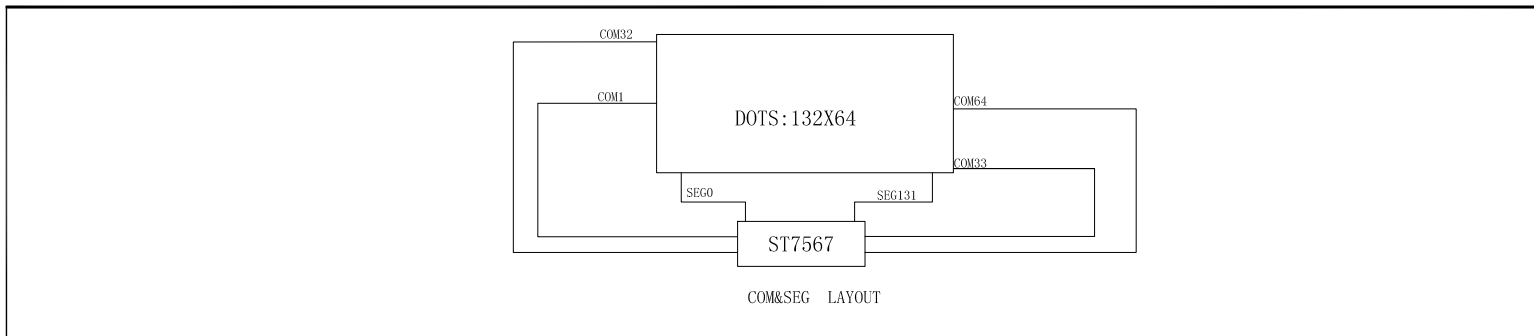 COM32
COM1
COM64
DOTS:132X64
COM33
SEG0
SEG131
ST7567
COM&SEG LAYOUT